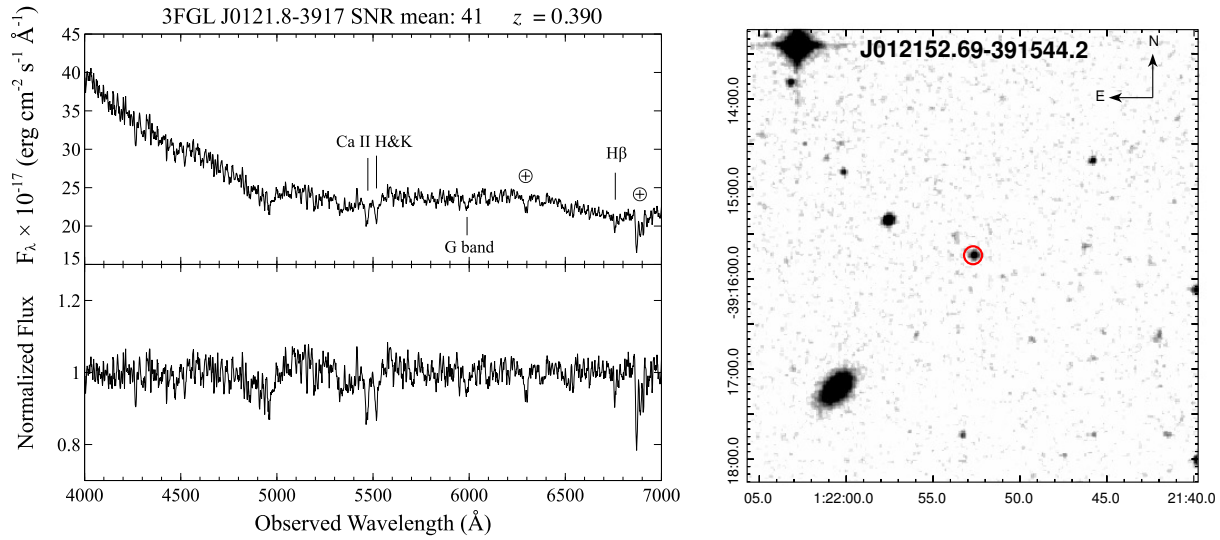 3FGL J0121.8-3917 SNR mean: 41 z = 0.390
F_λ × 10⁻¹⁷ (erg cm⁻² s⁻¹ Å⁻¹)
45
40
35
30
25
20
15
Ca II H&K
G band
⊕
Hβ
⊕
Normalized Flux
1.2
1
0.8
4000 4500 5000 5500 6000 6500 7000
Observed Wavelength (Å)
J012152.69-391544.2
N
E
14:00.0
15:00.0
-39:16:00.0
17:00.0
18:00.0
05.0 1:22:00.0 55.0 50.0 45.0 21:40.0